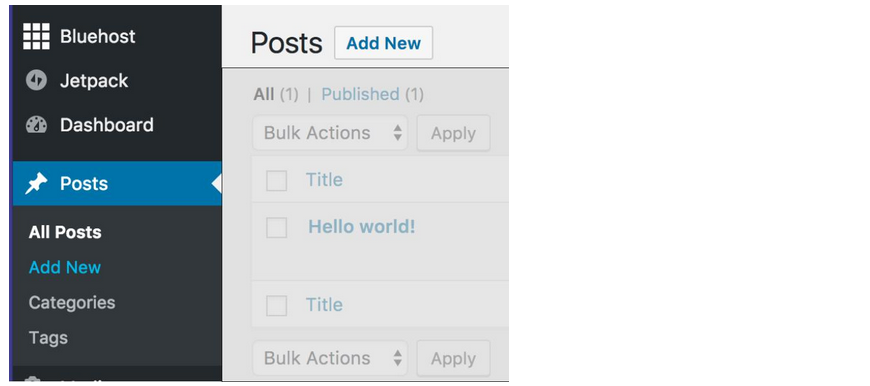 Bluehost
Jetpack
Dashboard
Posts
All Posts
Add New
Categories
Tags
Posts Add New
All (1) | Published (1)
Bulk Actions Apply
Title
Hello world!
Title
Bulk Actions Apply